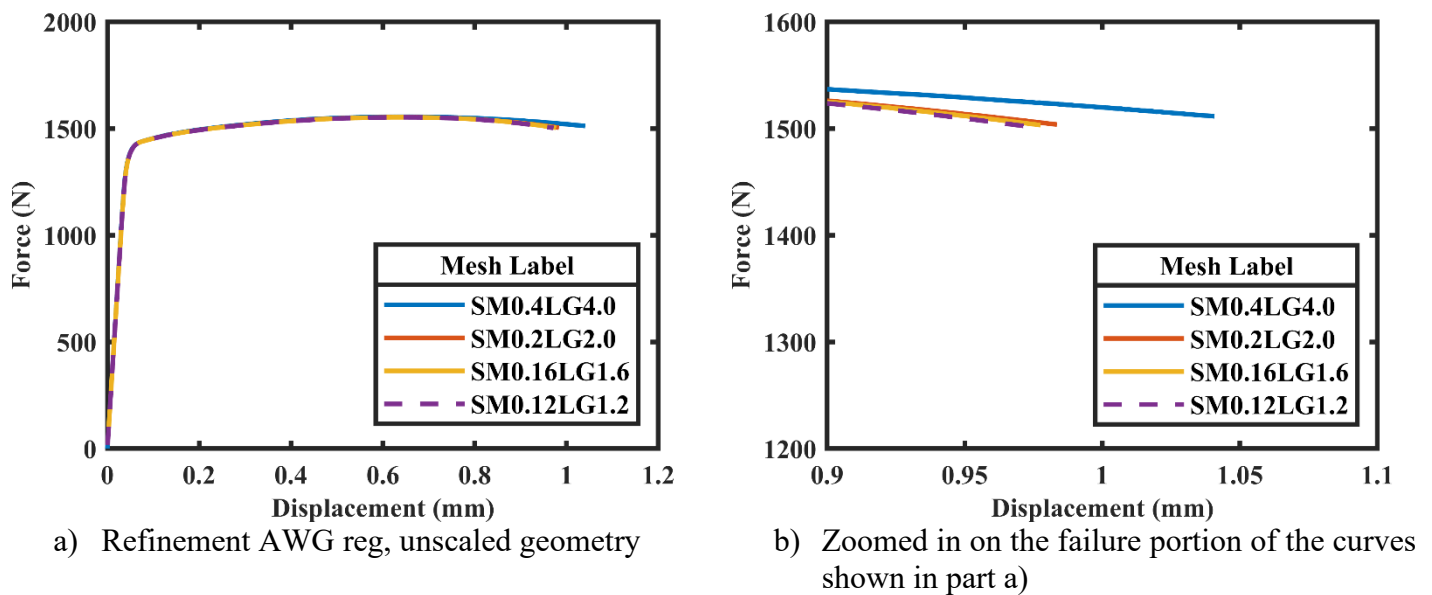 2000
1500
1000
500
0
Force (N)
0
0.2
0.4
0.6
0.8
1
1.2
Displacement (mm)
Mesh Label
SM0.4LG4.0
SM0.2LG2.0
SM0.16LG1.6
SM0.12LG1.2
a) Refinement AWG reg, unscaled geometry
1600
1500
1400
1300
1200
Force (N)
0.9
0.95
1
1.05
1.1
Displacement (mm)
Mesh Label
SM0.4LG4.0
SM0.2LG2.0
SM0.16LG1.6
SM0.12LG1.2
b) Zoomed in on the failure portion of the curves
shown in part a)